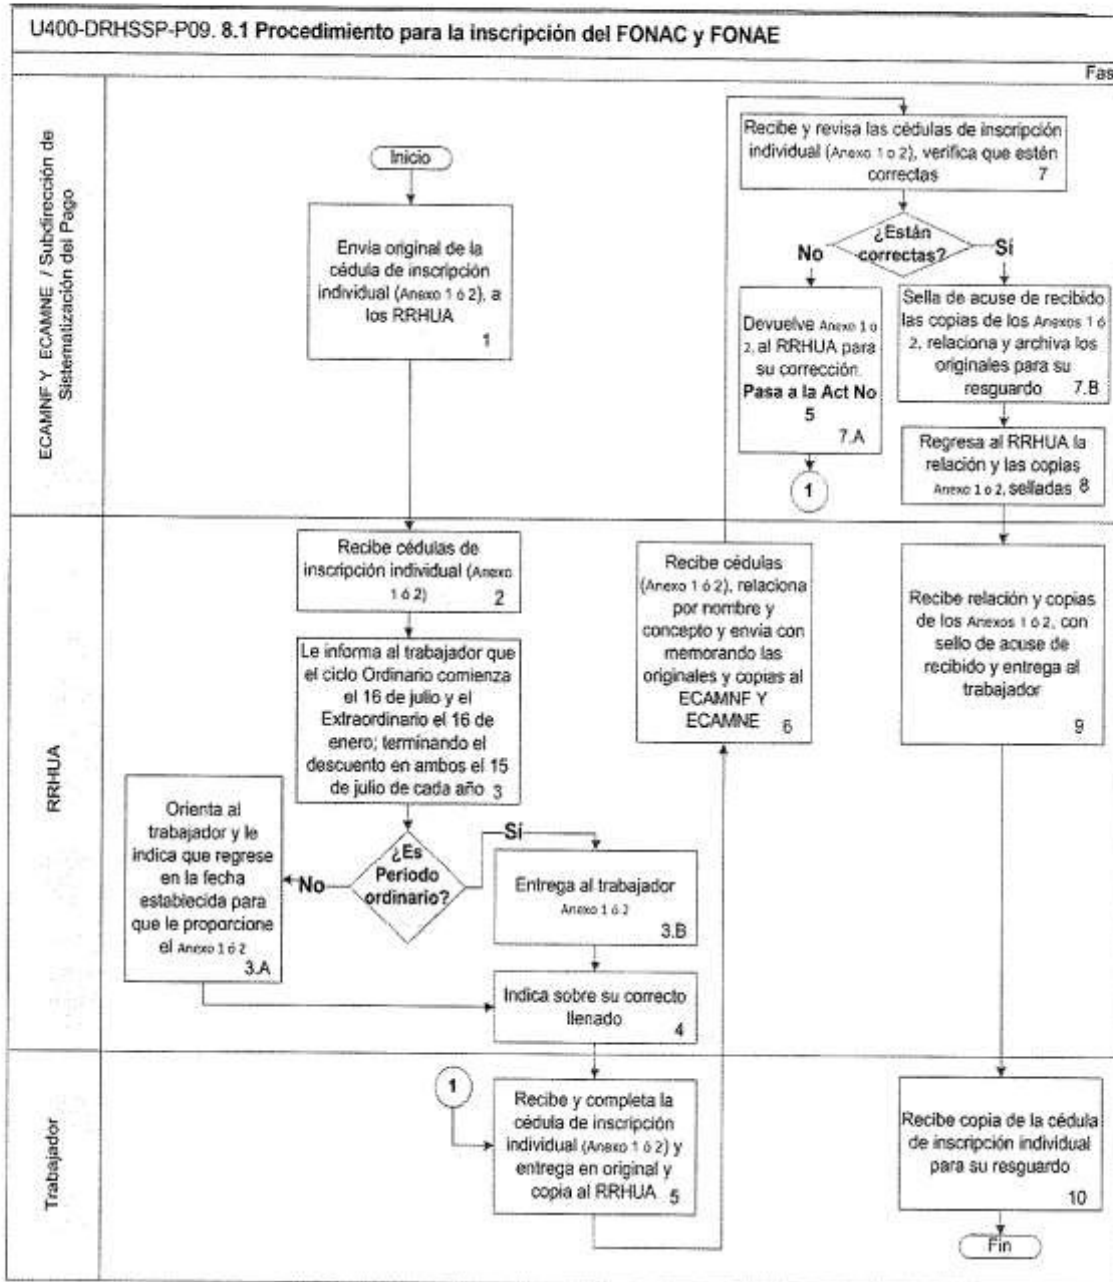 U400-DRHSSP-P09. 8.1 Procedimiento para la inscripción del FONAC y FONAE
Fas
ECAMNF Y ECAMNE / Subdirección de
Sistematización del Pago
Inicio
Envía original de la
cédula de inscripción
individual (Anexo 1 ó 2), a
los RRHUA
1
Recibe y revisa las cédulas de inscripción
individual (Anexo 1 o 2), verifica que estén
correctas
7
¿Están
correctas?
No
Sí
Devuelve Anexo 1 o
2, al RRHUA para
su corrección.
Pasa a la Act No
5
7.A
1
Sella de acuse de recibido
las copias de los Anexos 1 ó
2, relaciona y archiva los
originales para su
resguardo 7.B
Regresa al RRHUA la
relación y las copias
Anexo 1 o 2, selladas 8
RRHUA
Recibe cédulas de
inscripción individual (Anexo
1 ó 2)
2
Le informa al trabajador que
el ciclo Ordinario comienza
el 16 de julio y el
Extraordinario el 16 de
enero; terminando el
descuento en ambos el 15
de julio de cada año 3
¿Es
Periodo
ordinario?
No
Sí
Orienta al
trabajador y le
indica que regrese
en la fecha
establecida para
que le proporcione
el Anexo 1 ó 2
3.A
Entrega al trabajador
Anexo 1 ó 2
3.B
Indica sobre su correcto
llenado
4
Recibe cédulas
(Anexo 1 ó 2), relaciona
por nombre y
concepto y envia con
memorando las
originales y copias al
ECAMNF Y
ECAMNE
6
Recibe relación y copias
de los Anexos 1 ó 2, con
sello de acuse de
recibido y entrega al
trabajador
9
Trabajador
1
Recibe y completa la
cédula de inscripción
individual (Anexo 1 ó 2) y
entrega en original y
copia al RRHUA
5
Recibe copia de la cédula
de inscripción individual
para su resguardo
10
Fin